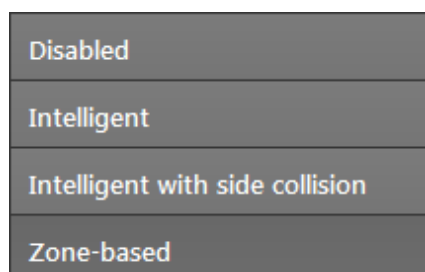 Disabled
Intelligent
Intelligent with side collision
Zone-based